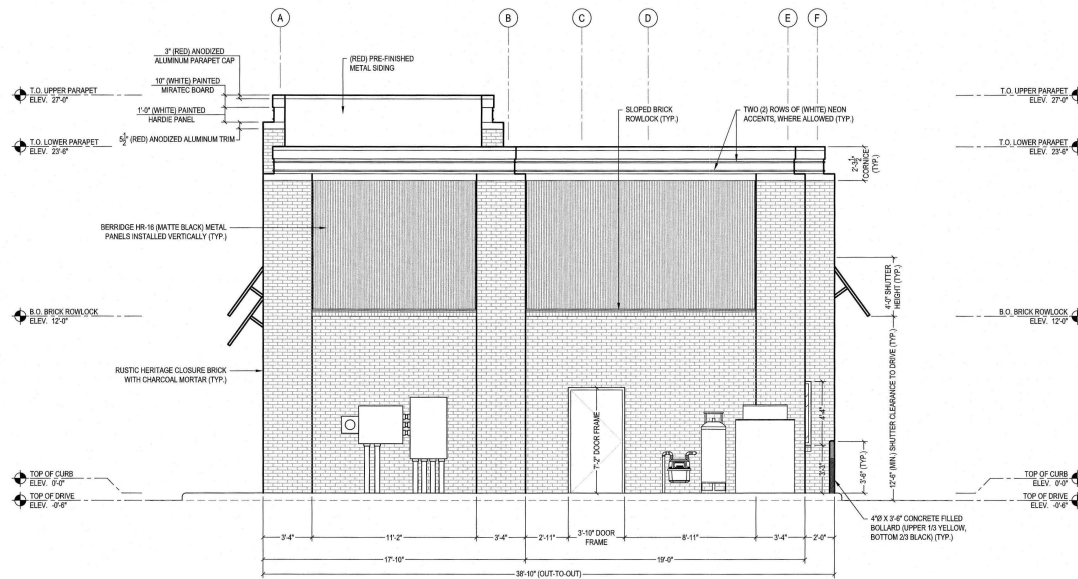 A
B
C
D
E
F
3" (RED) ANODIZED
ALUMINUM PARAPET CAP
(RED) PRE-FINISHED
METAL SIDING
10" (WHITE) PAINTED
MIRATEC BOARD
T.O. UPPER PARAPET
ELEV. 27'-0"
T.O. UPPER PARAPET
ELEV. 27'-0"
1'-0" (WHITE) PAINTED
HARDIE PANEL
SLOPED BRICK
ROWLOCK (TYP.)
TWO (2) ROWS OF (WHITE) NEON
ACCENTS, WHERE ALLOWED (TYP.)
5 1/2" (RED) ANODIZED ALUMINUM TRIM
T.O. LOWER PARAPET
ELEV. 23'-6"
T.O. LOWER PARAPET
ELEV. 23'-6"
2'-3 1/2"
CORNICE
(TYP.)
BERRIDGE HR-16 (MATTE BLACK) METAL
PANELS INSTALLED VERTICALLY (TYP.)
4'-0" SHUTTER
HEIGHT (TYP.)
B.O. BRICK ROWLOCK
ELEV. 12'-0"
B.O. BRICK ROWLOCK
ELEV. 12'-0"
RUSTIC HERITAGE CLOSURE BRICK
WITH CHARCOAL MORTAR (TYP.)
12'-6" (MIN.) SHUTTER CLEARANCE TO DRIVE (TYP.)
7'-2" DOOR FRAME
4'-4"
3'-3"
3'-6" (TYP.)
TOP OF CURB
ELEV. 0'-0"
TOP OF CURB
ELEV. 0'-0"
TOP OF DRIVE
ELEV. -0'-6"
TOP OF DRIVE
ELEV. -0'-6"
4"Ø X 3'-6" CONCRETE FILLED
BOLLARD (UPPER 1/3 YELLOW,
BOTTOM 2/3 BLACK) (TYP.)
3'-4"
11'-2"
3'-4"
2'-11"
3'-10" DOOR
FRAME
8'-11"
3'-4"
2'-0"
17'-10"
19'-0"
38'-10" (OUT-TO-OUT)